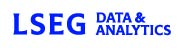 LSEG DATA &
ANALYTICS